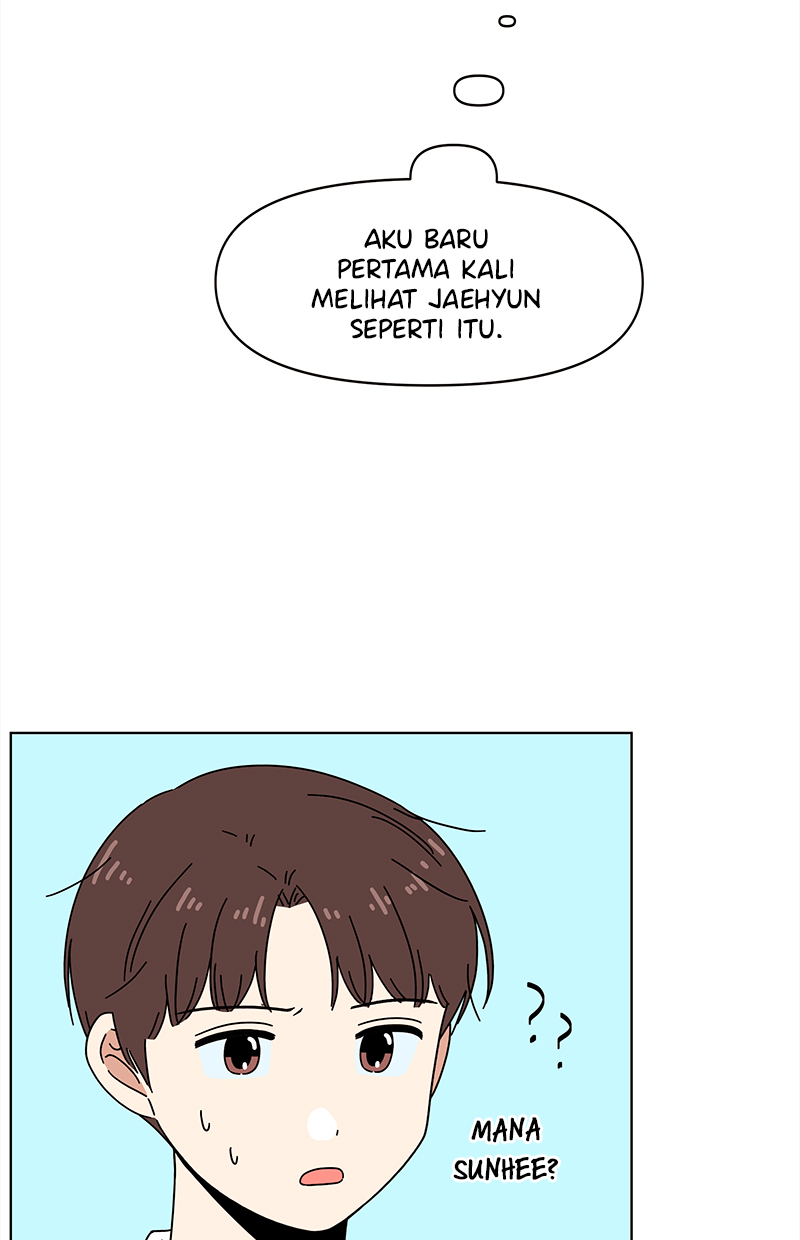 AKU BARU
PERTAMA KALI
MELIHAT JAEHYUN
SEPERTI ITU.
??
MANA
SUNHEE?